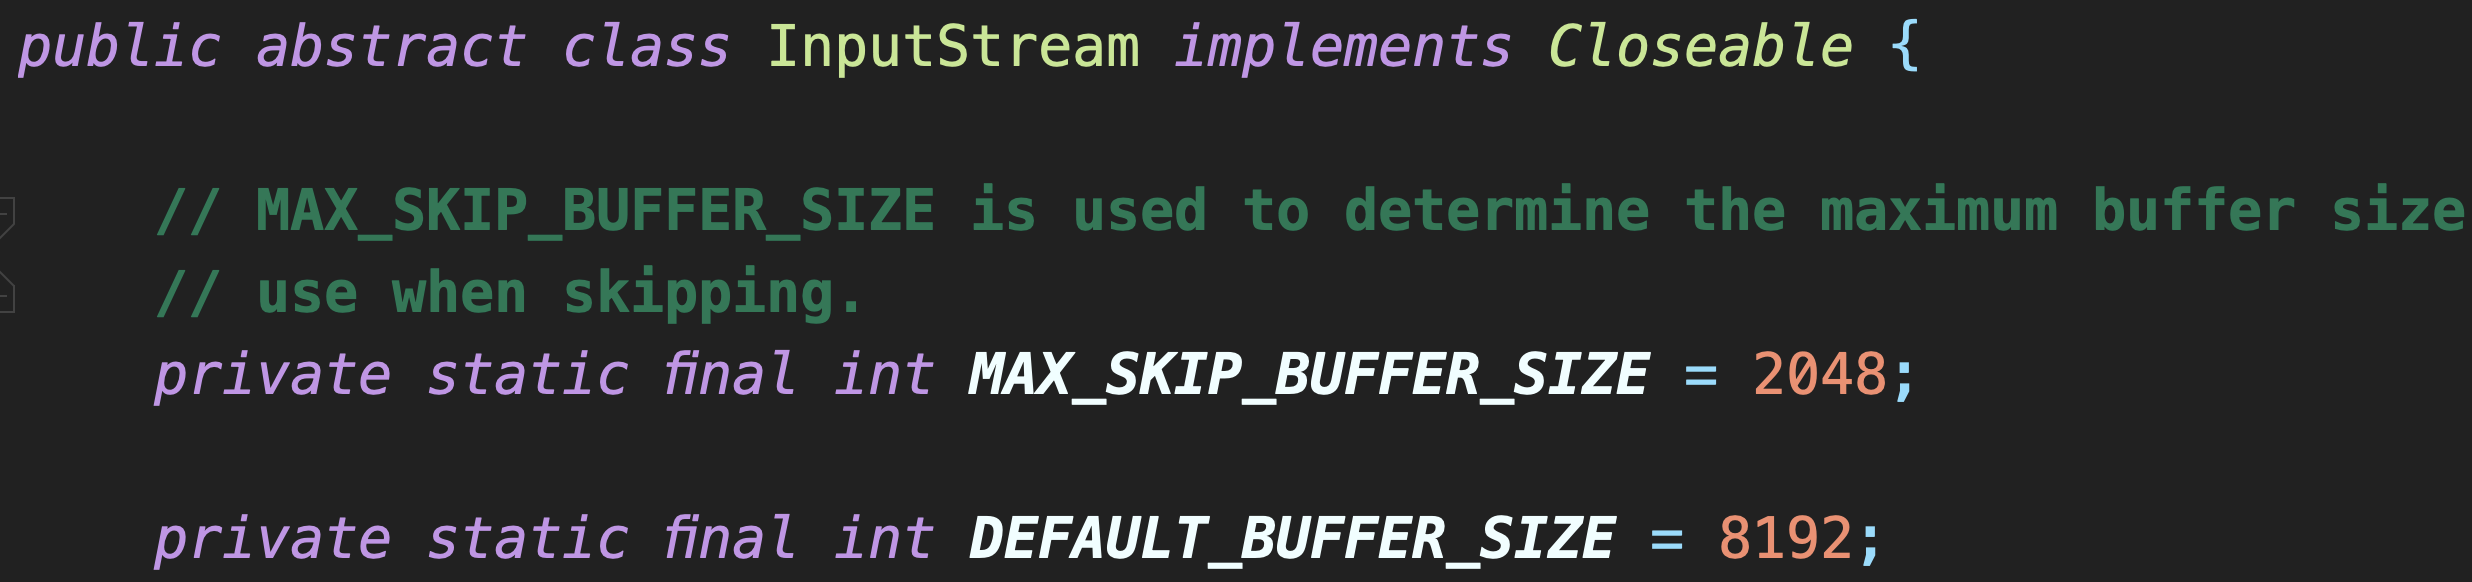 public abstract class InputStream implements Closeable {
// MAX_SKIP_BUFFER_SIZE is used to determine the maximum buffer size
// use when skipping.
private static final int MAX_SKIP_BUFFER_SIZE = 2048;
private static final int DEFAULT_BUFFER_SIZE = 8192;